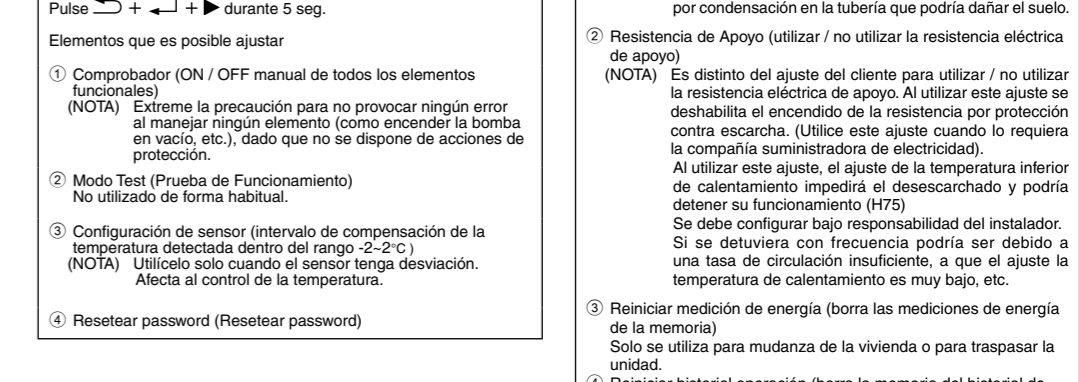 Pulse + + durante 5 seg.
Elementos que es posible ajustar
① Comprobador (ON / OFF manual de todos los elementos
funcionales)
(NOTA) Extreme la precaución para no provocar ningún error
al manejar ningún elemento (como encender la bomba
en vacío, etc.), dado que no se dispone de acciones de
protección.
② Modo Test (Prueba de Funcionamiento)
No utilizado de forma habitual.
③ Configuración de sensor (intervalo de compensación de la
temperatura detectada dentro del rango -2~2°C )
(NOTA) Utilícelo solo cuando el sensor tenga desviación.
Afecta al control de la temperatura.
④ Resetear password (Resetear password)
por condensación en la tubería que podría dañar el suelo.
② Resistencia de Apoyo (utilizar / no utilizar la resistencia eléctrica
de apoyo)
(NOTA) Es distinto del ajuste del cliente para utilizar / no utilizar
la resistencia eléctrica de apoyo. Al utilizar este ajuste se
deshabilita el encendido de la resistencia por protección
contra escarcha. (Utilice este ajuste cuando lo requiera
la compañía suministradora de electricidad).
Al utilizar este ajuste, el ajuste de la temperatura inferior
de calentamiento impedirá el desescarchado y podría
detener su funcionamiento (H75)
Se debe configurar bajo responsabilidad del instalador.
Si se detuviera con frecuencia podría ser debido a
una tasa de circulación insuficiente, a que el ajuste la
temperatura de calentamiento es muy bajo, etc.
③ Reiniciar medición de energía (borra las mediciones de energía
de la memoria)
Solo se utiliza para mudanza de la vivienda o para traspasar la
unidad.
④ Reiniciar historial operación (borra la memoria del historial de